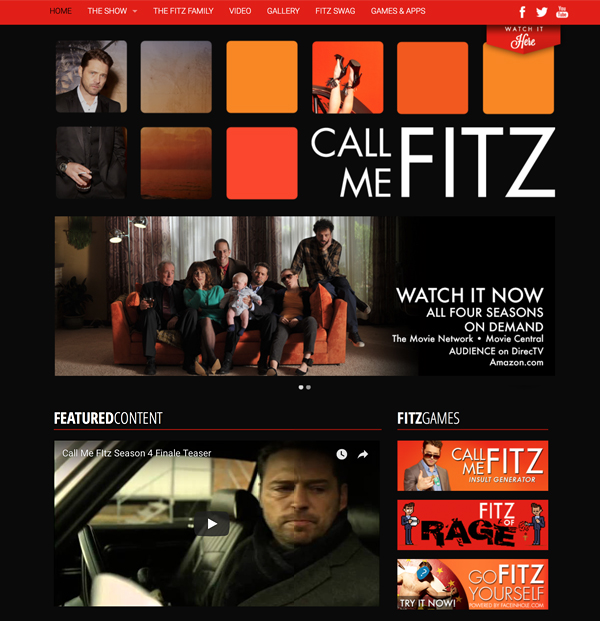 HOME THE SHOW THE FITZ FAMILY VIDEO GALLERY FITZ SWAG GAMES & APPS
f You Tube
WATCH IT
Here
CALL
ME FITZ
WATCH IT NOW
ALL FOUR SEASONS
ON DEMAND
The Movie Network • Movie Central
AUDIENCE on DirecTV
Amazon.com
FEATUREDCONTENT
Call Me FItz Season 4 Finale Teaser
FITZGAMES
CALL
ME FITZ
INSULT GENERATOR
FITZ
OF
RAGE
GOFITZ
YOURSELF
TRY IT NOW!
POWERED BY FACEINHOLE.COM